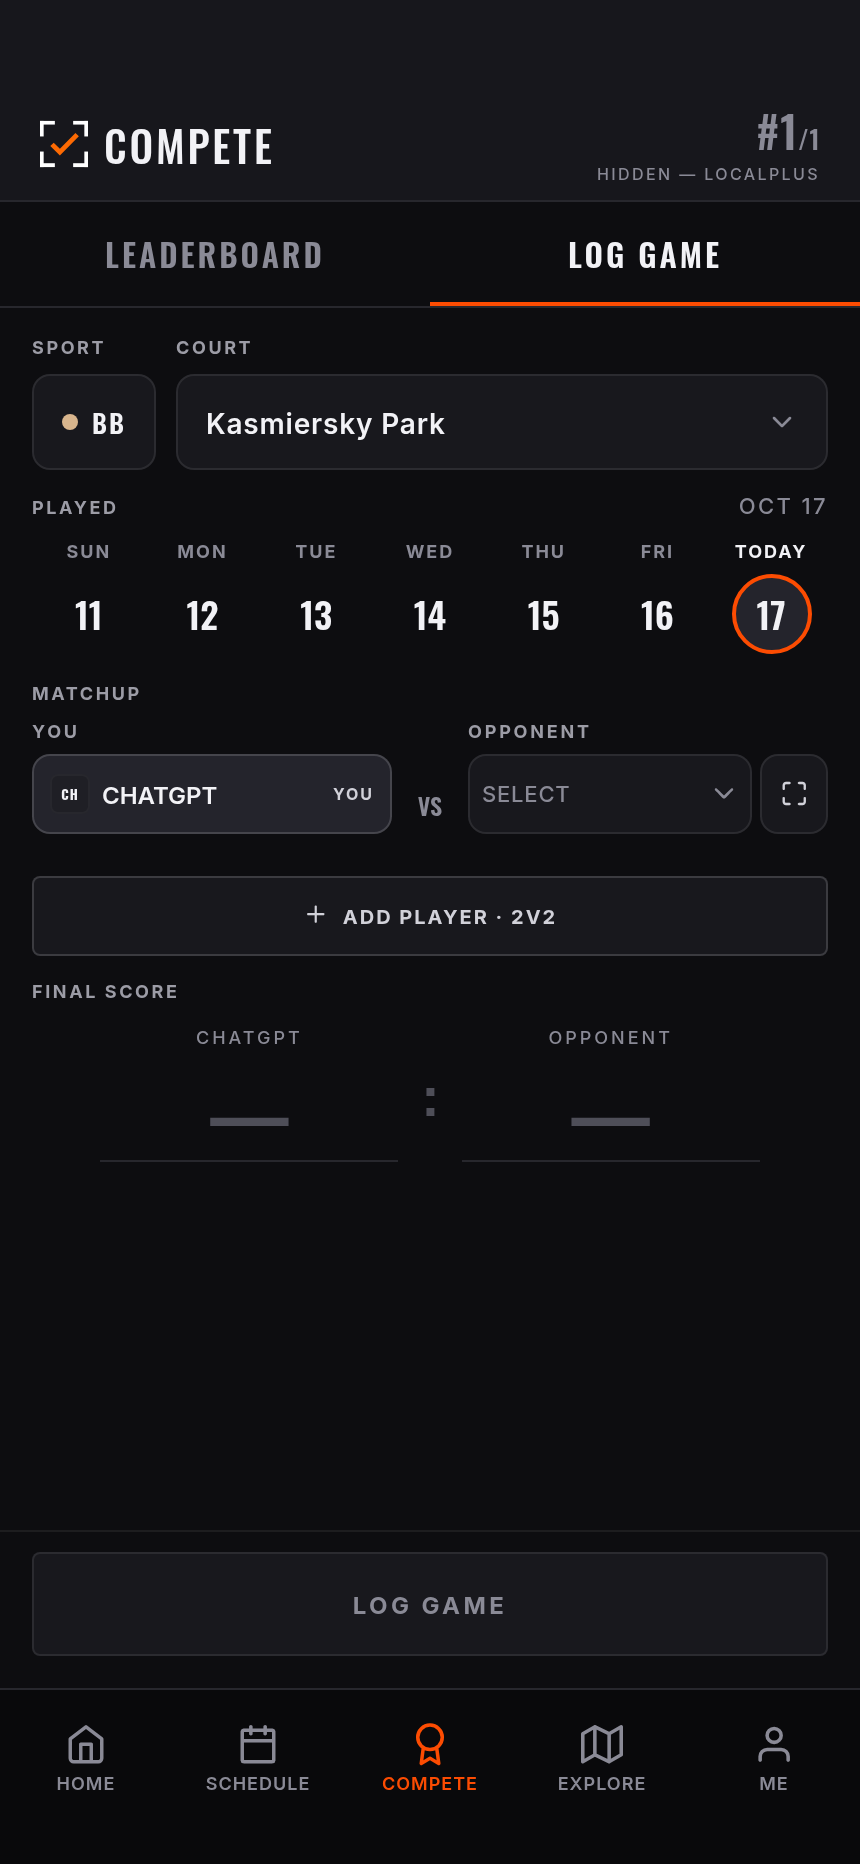 COMPETE
#1/1
HIDDEN — LOCALPLUS
LEADERBOARD LOG GAME
SPORT COURT
BB Kasmiersky Park
PLAYED OCT 17
SUN MON TUE WED THU FRI TODAY
11 12 13 14 15 16 17
MATCHUP
YOU OPPONENT
CH CHATGPT YOU VS SELECT
+ ADD PLAYER · 2V2
FINAL SCORE
CHATGPT OPPONENT
— : —
LOG GAME
HOME SCHEDULE COMPETE EXPLORE ME